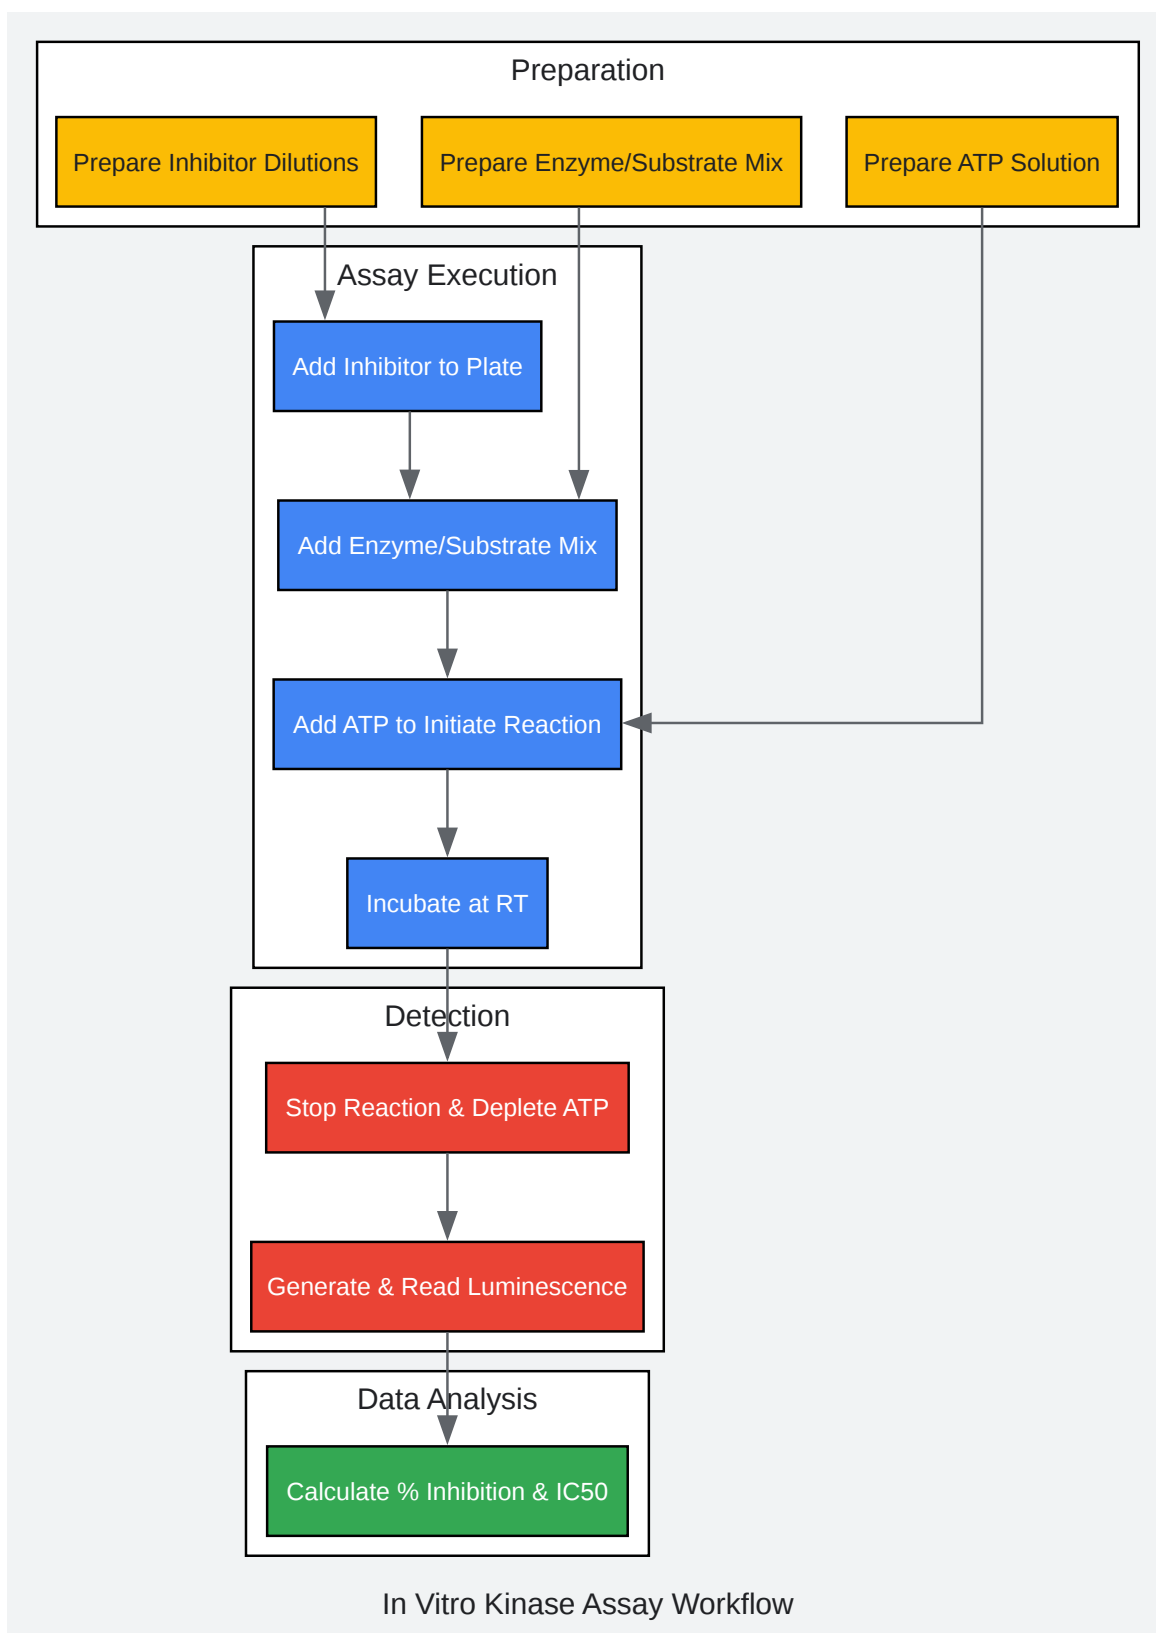 Preparation
Prepare Inhibitor Dilutions
Prepare Enzyme/Substrate Mix
Prepare ATP Solution
Assay Execution
Add Inhibitor to Plate
Add Enzyme/Substrate Mix
Add ATP to Initiate Reaction
Incubate at RT
Detection
Stop Reaction & Deplete ATP
Generate & Read Luminescence
Data Analysis
Calculate % Inhibition & IC50
In Vitro Kinase Assay Workflow